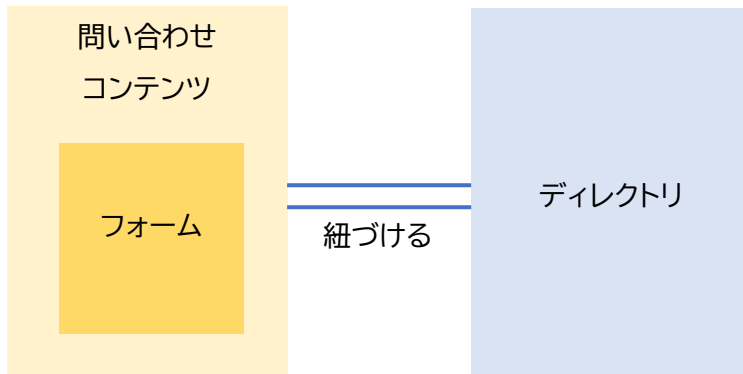 問い合わせ
コンテンツ
フォーム
紐づける
ディレクトリ